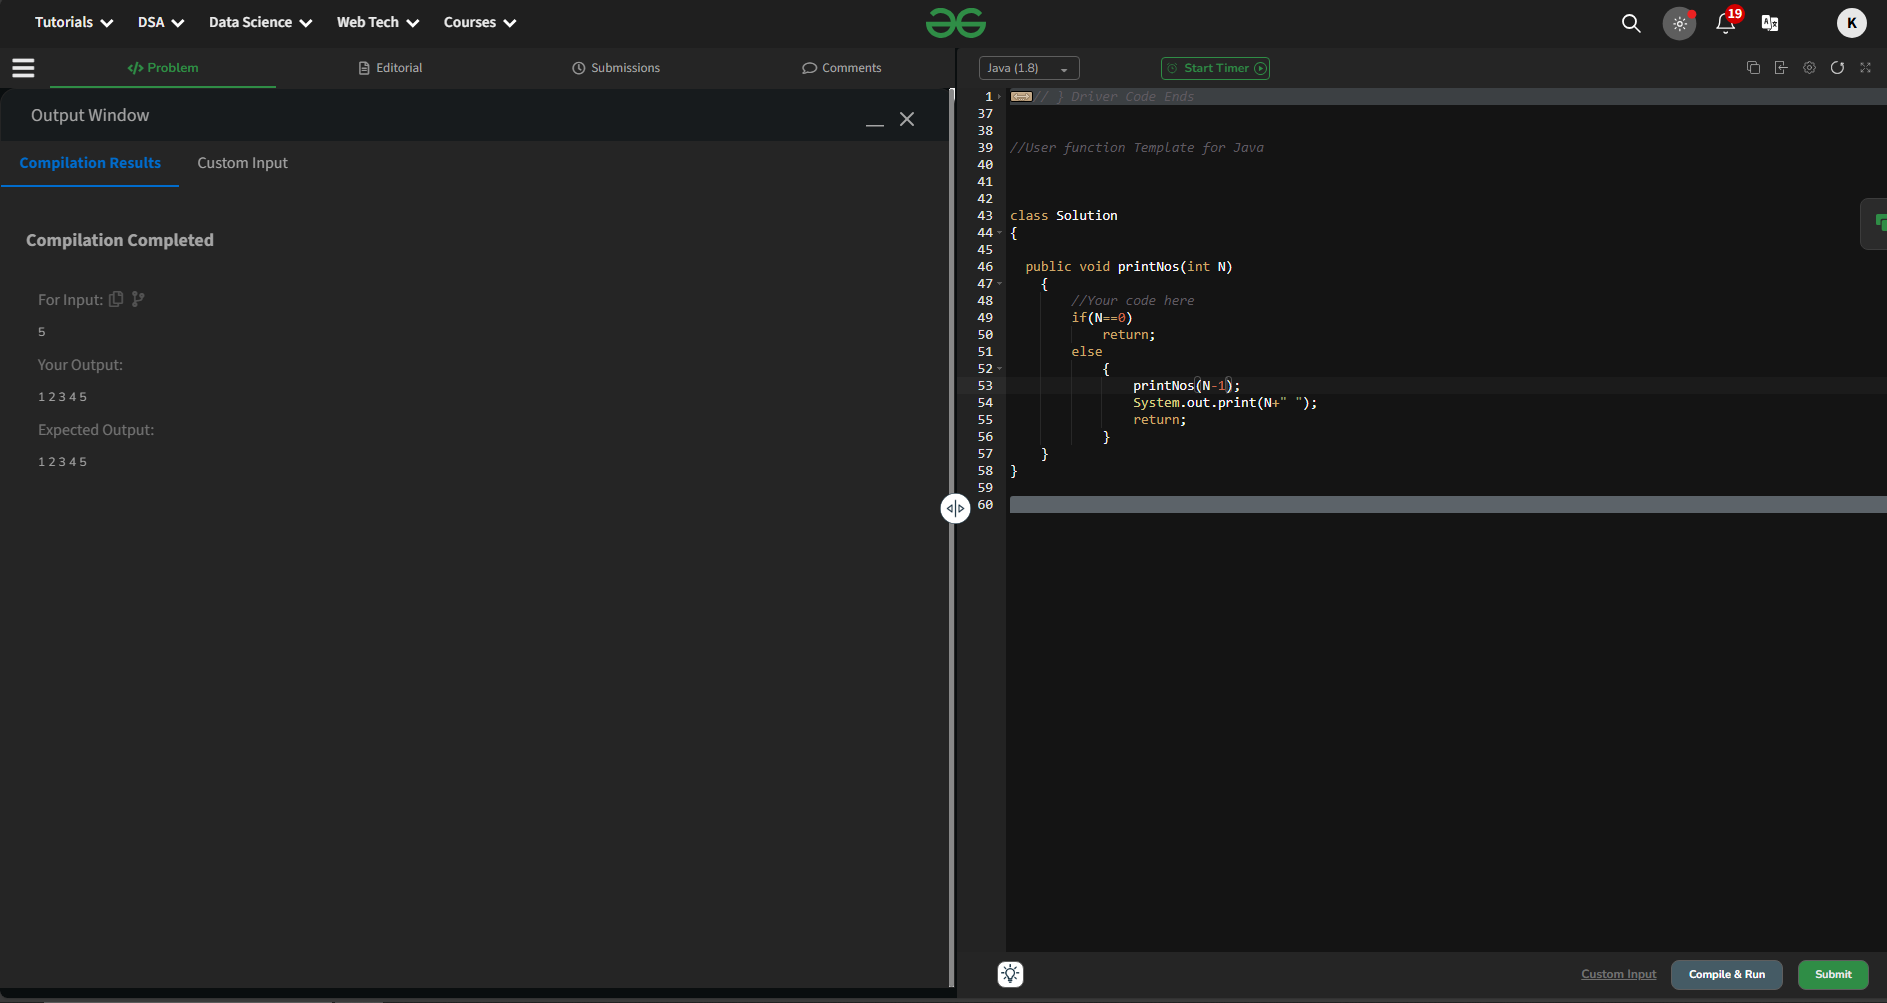 Tutorials DSA Data Science Web Tech Courses 19 K
</> Problem Editorial Submissions Comments
Output Window
Compilation Results Custom Input
Compilation Completed
For Input:
5
Your Output:
1 2 3 4 5
Expected Output:
1 2 3 4 5
Java (1.8) Start Timer
1 // } Driver Code Ends
37
38
39 //User function Template for Java
40
41
42
43 class Solution
44 {
45
46 public void printNos(int N)
47 {
48 //Your code here
49 if(N==0)
50 return;
51 else
52 {
53 printNos(N-1);
54 System.out.print(N+" ");
55 return;
56 }
57 }
58 }
59
60
Custom Input Compile & Run Submit